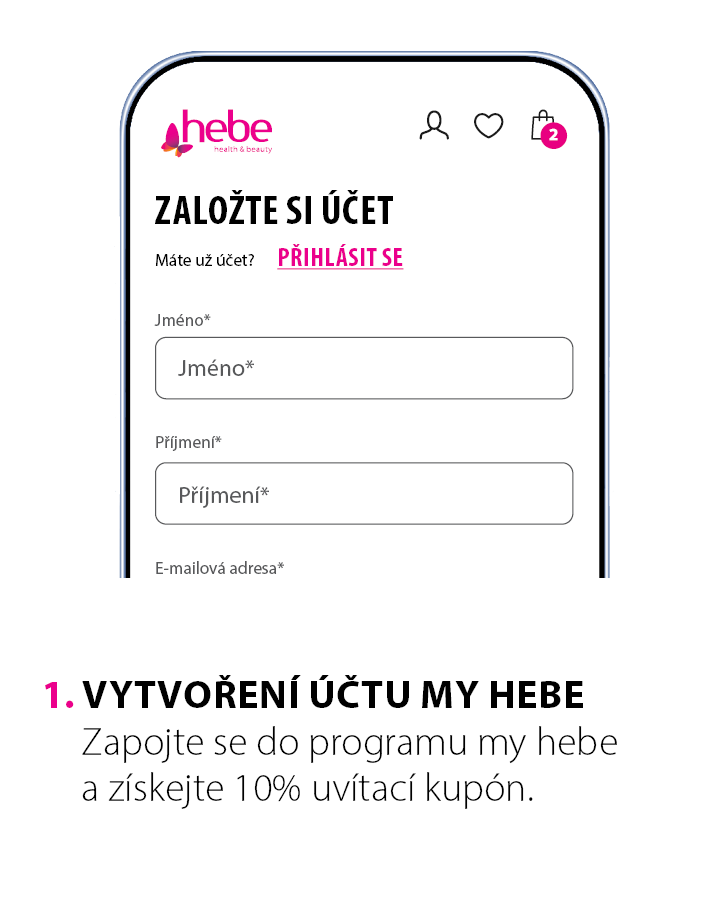 hebe
health & beauty
2
ZALOŽTE SI ÚČET
Máte už účet? PŘIHLÁSIT SE
Jméno*
Jméno*
Příjmení*
Příjmení*
E-mailová adresa*
1. VYTVOŘENÍ ÚČTU MY HEBE
Zapojte se do programu my hebe
a získejte 10% uvítací kupón.